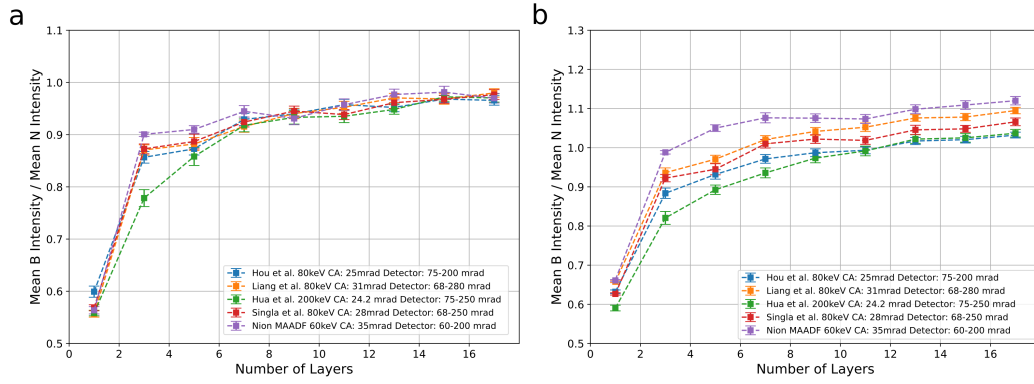 a
1.1
1.0
0.9
0.8
0.7
0.6
0.5
Mean B Intensity / Mean N Intensity
0 2 4 6 8 10 12 14 16
Number of Layers
Hou et al. 80keV CA: 25mrad Detector: 75-200 mrad
Liang et al. 80keV CA: 31mrad Detector: 68-280 mrad
Hua et al. 200keV CA: 24.2 mrad Detector: 75-250 mrad
Singla et al. 80keV CA: 28mrad Detector: 68-250 mrad
Nion MAADF 60keV CA: 35mrad Detector: 60-200 mrad
b
1.3
1.2
1.1
1.0
0.9
0.8
0.7
0.6
0.5
Mean B Intensity / Mean N Intensity
0 2 4 6 8 10 12 14 16
Number of Layers
Hou et al. 80keV CA: 25mrad Detector: 75-200 mrad
Liang et al. 80keV CA: 31mrad Detector: 68-280 mrad
Hua et al. 200keV CA: 24.2 mrad Detector: 75-250 mrad
Singla et al. 80keV CA: 28mrad Detector: 68-250 mrad
Nion MAADF 60keV CA: 35mrad Detector: 60-200 mrad